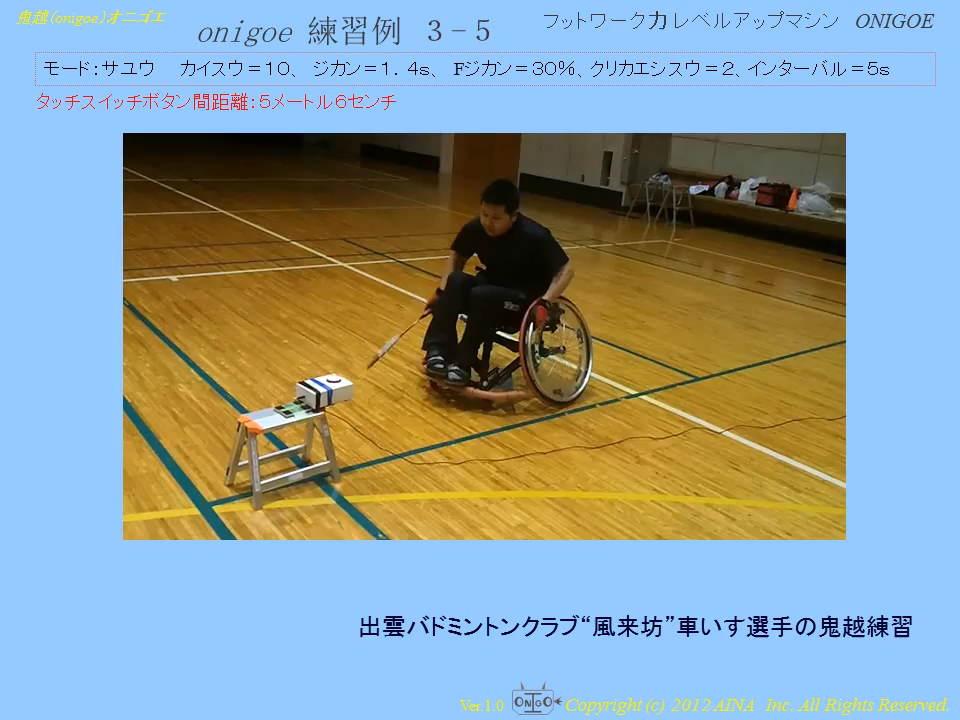 鬼越（onigoe）オニゴエ
onigoe 練習例 ３－５
フットワーク力レベルアップマシン ONIGOE
モード：サユウ カイスウ＝１０、 ジカン＝１．４ｓ、 Fジカン＝３０％、クリカエシスウ＝２、インターバル＝５ｓ
タッチスイッチボタン間距離：５メートル６センチ
出雲バドミントンクラブ“風来坊”車いす選手の鬼越練習
Ver.1.0 ONIGO Copyright (c) 2012 AINA Inc. All Rights Reserved.